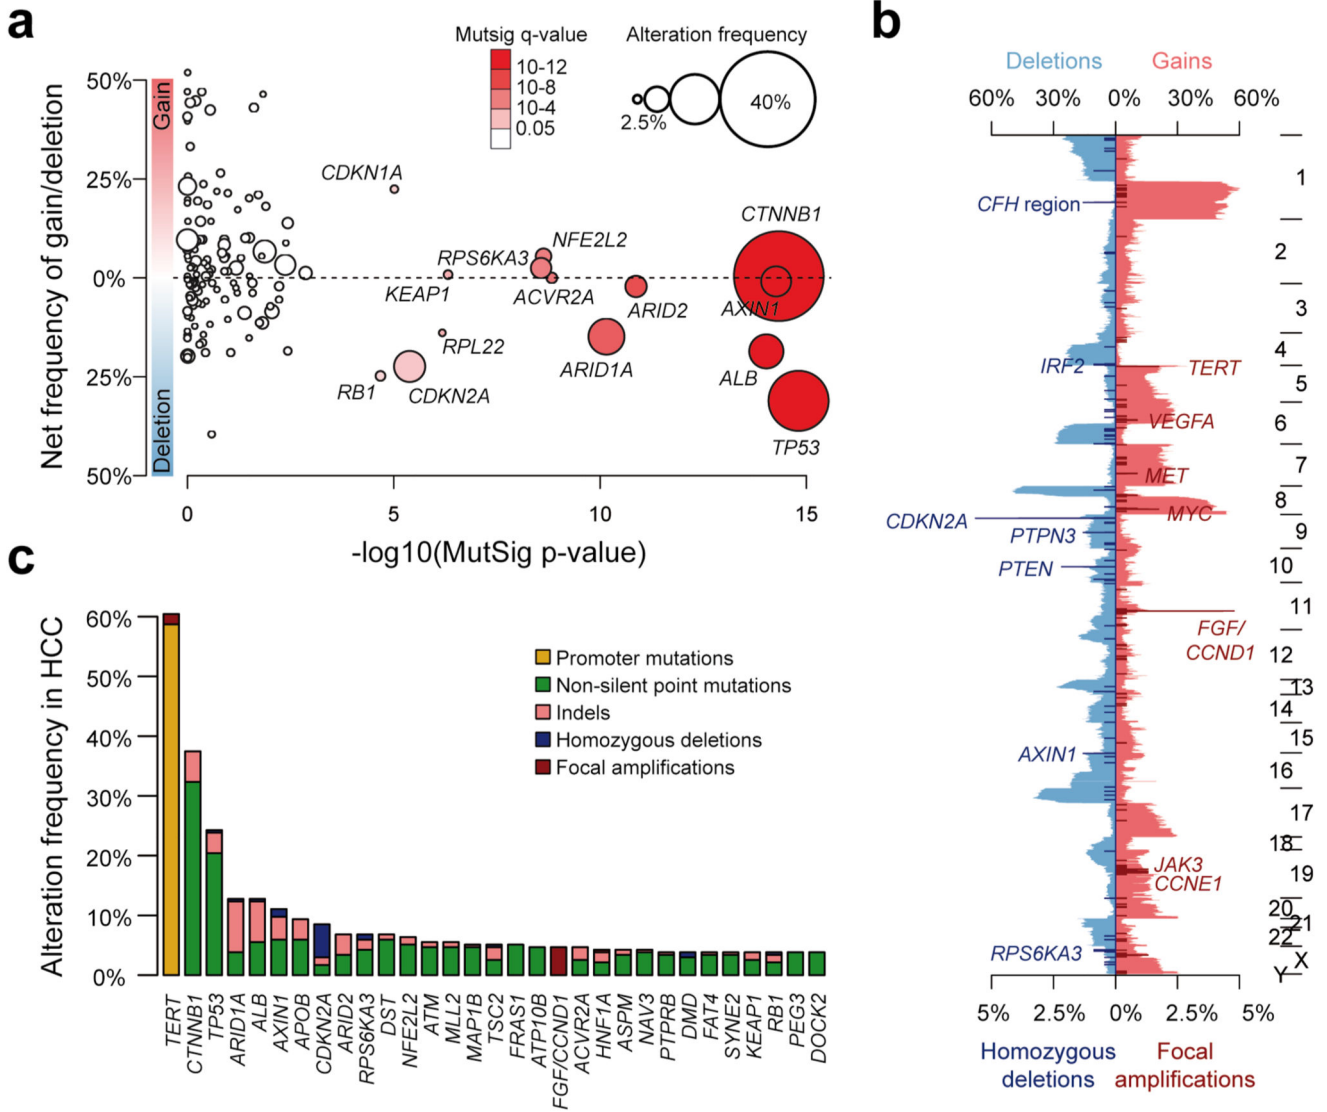 a
Mutsig q-value
10-12
10-8
10-4
0.05
Alteration frequency
2.5%
40%
Net frequency of gain/deletion
50%
25%
0%
25%
50%
Gain
Deletion
CDKN1A
CTNNB1
NFE2L2
RPS6KA3
KEAP1
ACVR2A
ARID2
AXIN1
RPL22
ARID1A
ALB
RB1
CDKN2A
TP53
0
5
10
15
-log10(MutSig p-value)
b
Deletions
Gains
60%
30%
0%
30%
60%
CFH region
IRF2
TERT
VEGFA
MET
MYC
CDKN2A
PTPN3
PTEN
FGF/
CCND1
AXIN1
JAK3
CCNE1
RPS6KA3
1
2
3
4
5
6
7
8
9
10
11
12
13
14
15
16
17
18
19
20
21
22
X
Y
5%
2.5%
0%
2.5%
5%
Homozygous
deletions
Focal
amplifications
c
Alteration frequency in HCC
60%
50%
40%
30%
20%
10%
0%
Promoter mutations
Non-silent point mutations
Indels
Homozygous deletions
Focal amplifications
TERT
CTNNB1
TP53
ARID1A
ALB
AXIN1
APOB
CDKN2A
ARID2
RPS6KA3
DST
NFE2L2
ATM
MLL2
MAP1B
TSC2
FRAS1
ATP10B
FGF/CCND1
ACVR2A
HNF1A
ASPM
NAV3
PTPRB
DMD
FAT4
SYNE2
KEAP1
RB1
PEG3
DOCK2